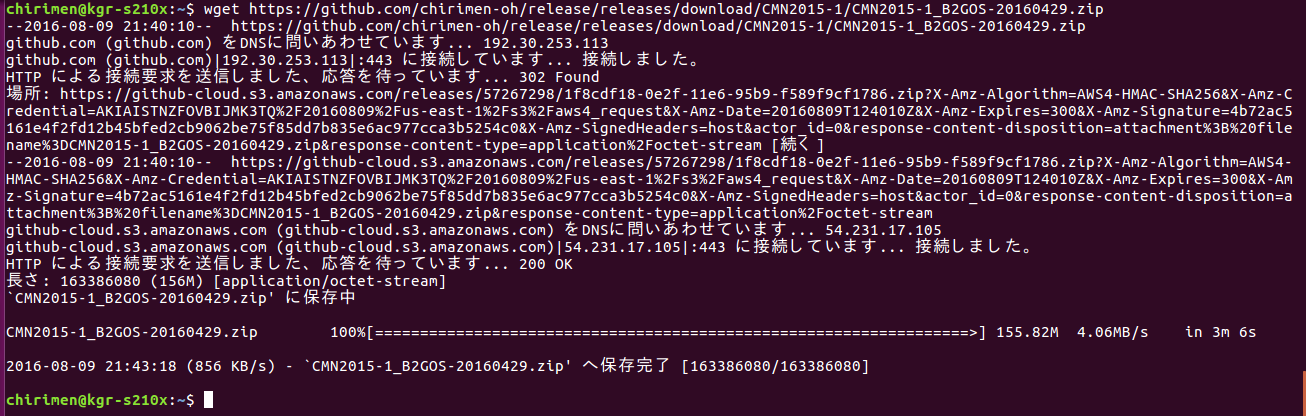 chirimen@kgr-s210x:~$ wget https://github.com/chirimen-oh/release/releases/download/CMN2015-1/CMN2015-1_B2GOS-20160429.zip
--2016-08-09 21:40:10--  https://github.com/chirimen-oh/release/releases/download/CMN2015-1/CMN2015-1_B2GOS-20160429.zip
github.com (github.com) をDNSに問いあわせています... 192.30.253.113
github.com (github.com)|192.30.253.113|:443 に接続しています... 接続しました。
HTTP による接続要求を送信しました、応答を待っています... 302 Found
場所: https://github-cloud.s3.amazonaws.com/releases/57267298/1f8cdf18-0e2f-11e6-95b9-f589f9cf1786.zip?X-Amz-Algorithm=AWS4-HMAC-SHA256&X-Amz-C
redential=AKIAISTNZFOVBIJMK3TQ%2F20160809%2Fus-east-1%2Fs3%2Faws4_request&X-Amz-Date=20160809T124010Z&X-Amz-Expires=300&X-Amz-Signature=4b72ac5
161e4f2fd12b45bfed2cb9062be75f85dd7b835e6ac977cca3b5254c0&X-Amz-SignedHeaders=host&actor_id=0&response-content-disposition=attachment%3B%20file
name%3DCMN2015-1_B2GOS-20160429.zip&response-content-type=application%2Foctet-stream [続く]
--2016-08-09 21:40:10--  https://github-cloud.s3.amazonaws.com/releases/57267298/1f8cdf18-0e2f-11e6-95b9-f589f9cf1786.zip?X-Amz-Algorithm=AWS4-
HMAC-SHA256&X-Amz-Credential=AKIAISTNZFOVBIJMK3TQ%2F20160809%2Fus-east-1%2Fs3%2Faws4_request&X-Amz-Date=20160809T124010Z&X-Amz-Expires=300&X-Am
z-Signature=4b72ac5161e4f2fd12b45bfed2cb9062be75f85dd7b835e6ac977cca3b5254c0&X-Amz-SignedHeaders=host&actor_id=0&response-content-disposition=a
ttachment%3B%20filename%3DCMN2015-1_B2GOS-20160429.zip&response-content-type=application%2Foctet-stream
github-cloud.s3.amazonaws.com (github-cloud.s3.amazonaws.com) をDNSに問いあわせています... 54.231.17.105
github-cloud.s3.amazonaws.com (github-cloud.s3.amazonaws.com)|54.231.17.105|:443 に接続しています... 接続しました。
HTTP による接続要求を送信しました、応答を待っています... 200 OK
長さ: 163386080 (156M) [application/octet-stream]
`CMN2015-1_B2GOS-20160429.zip' に保存中
CMN2015-1_B2GOS-20160429.zip        100%[===================================================================>] 155.82M  4.06MB/s    in 3m 6s
2016-08-09 21:43:18 (856 KB/s) - `CMN2015-1_B2GOS-20160429.zip' へ保存完了 [163386080/163386080]
chirimen@kgr-s210x:~$